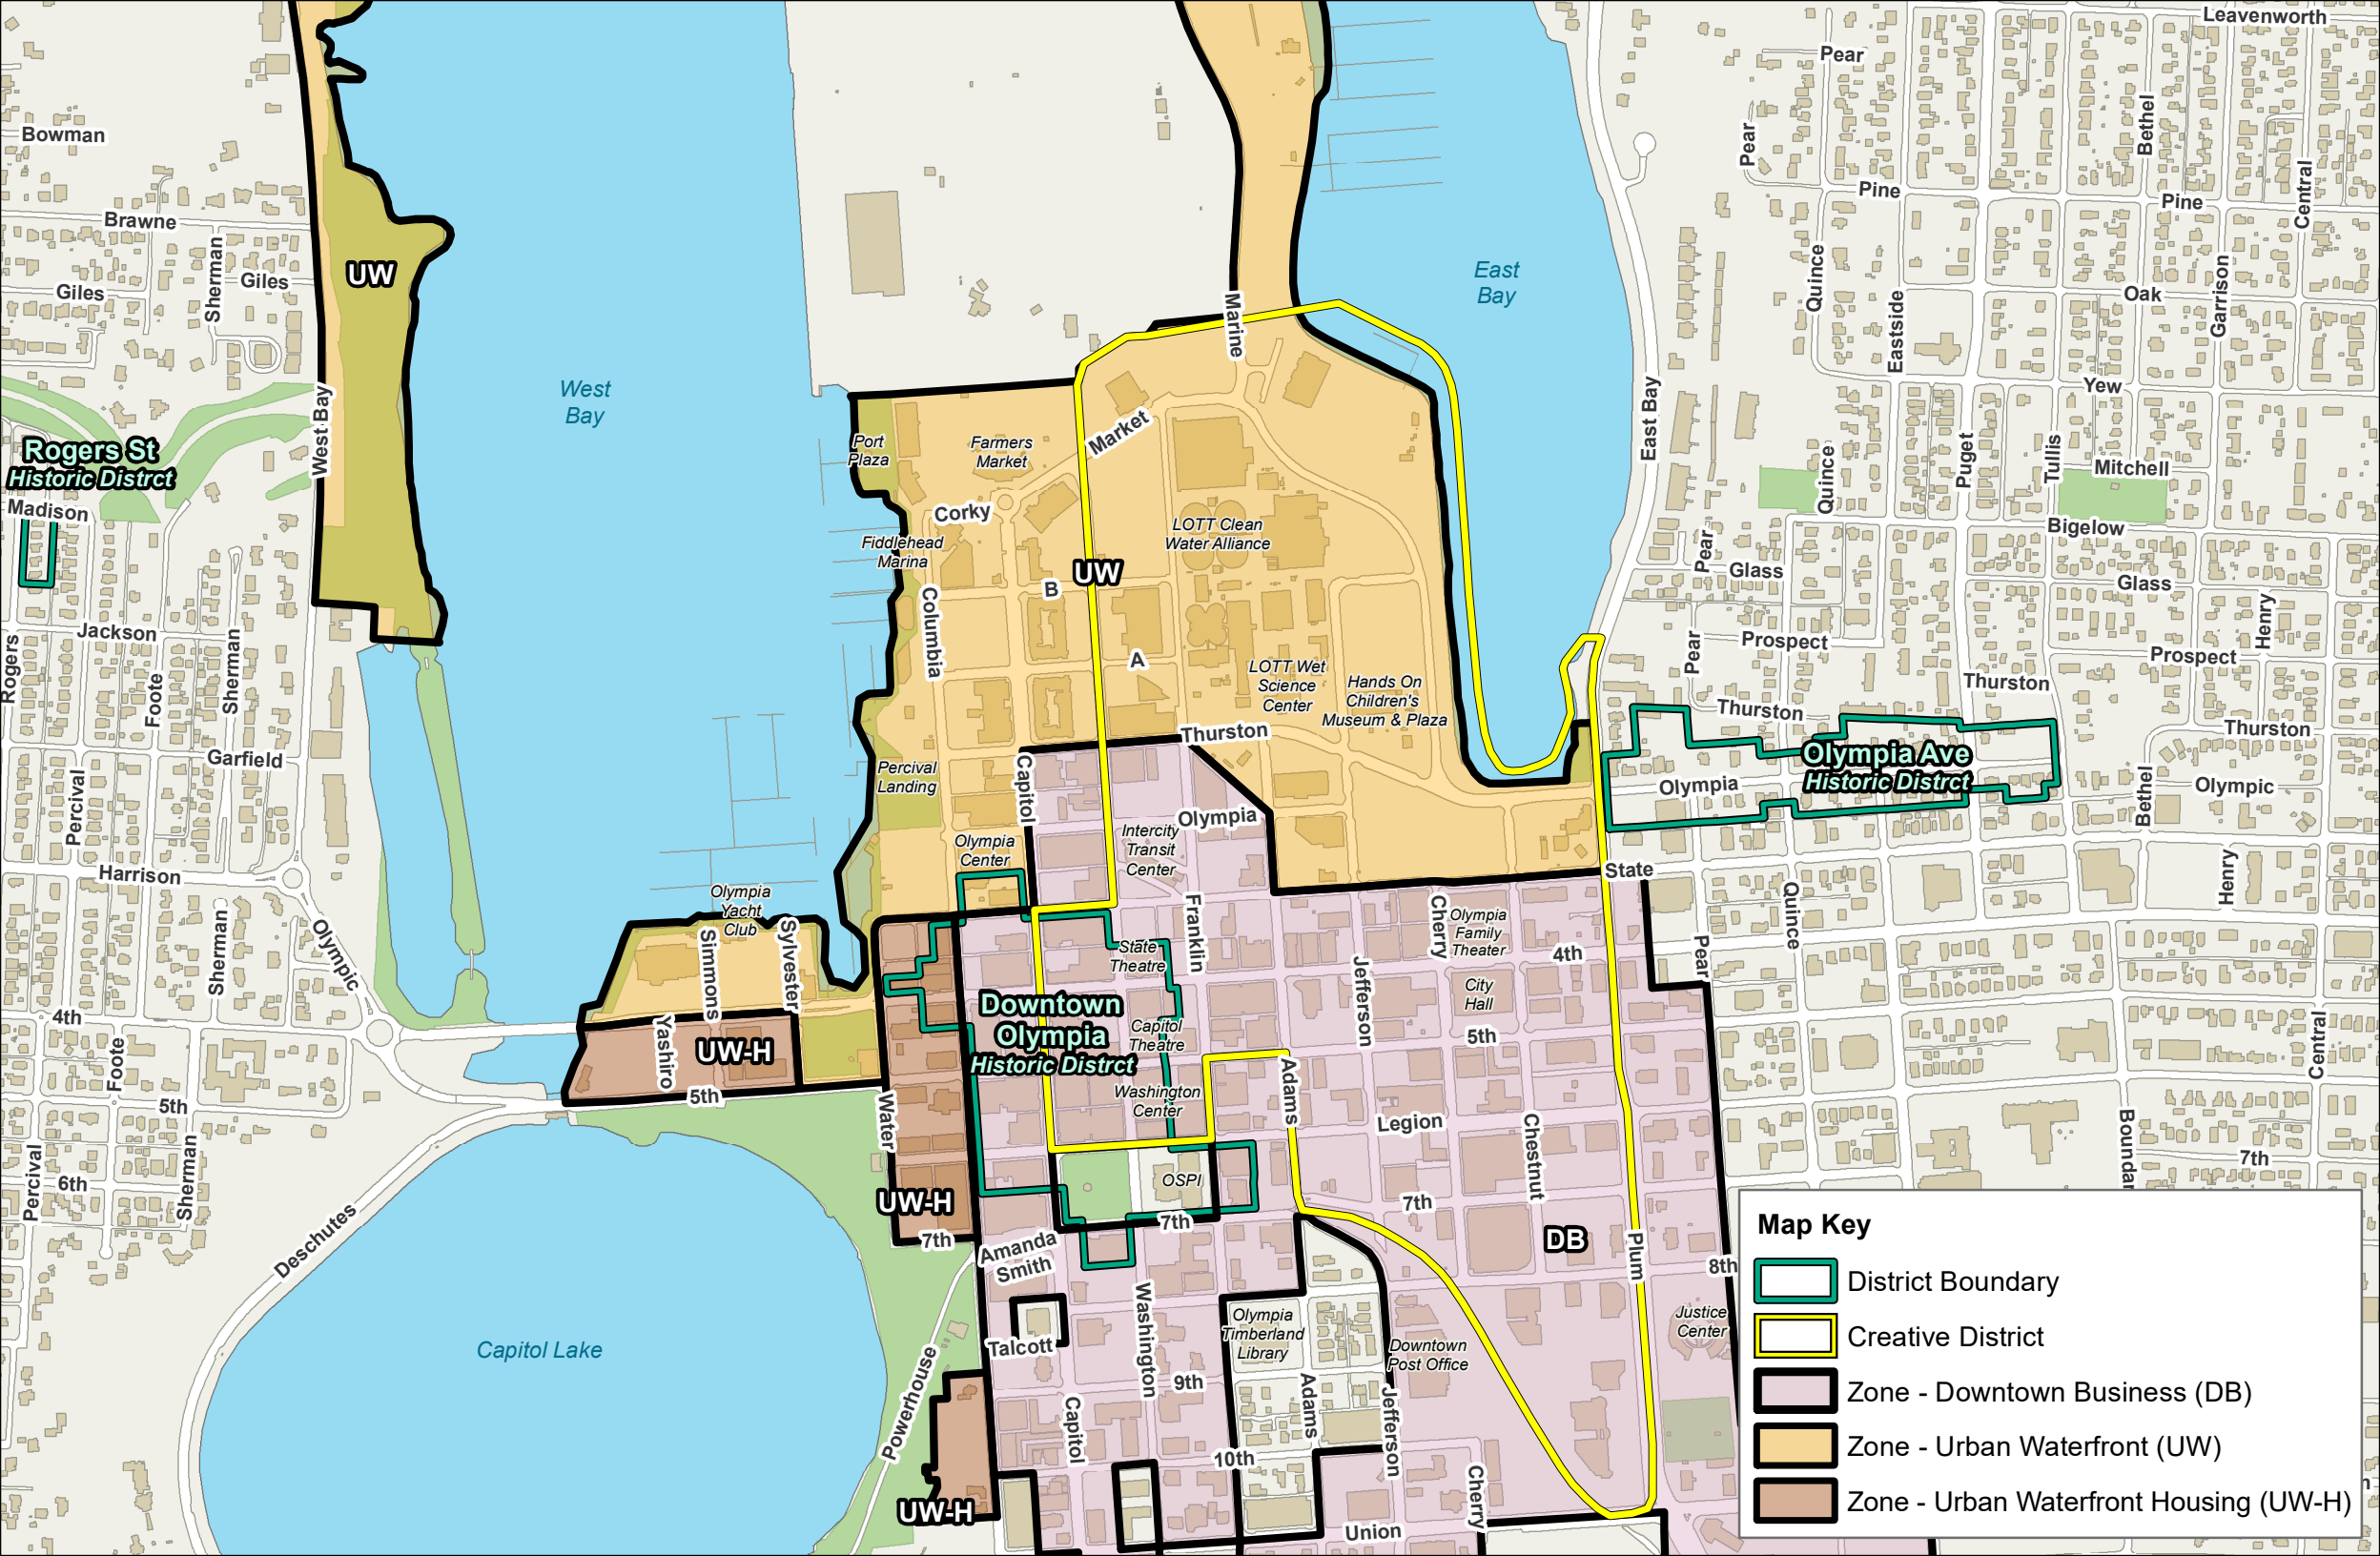 Leavenworth
Pear
Bowman
Pear
Bethel
Pine
Pine
Central
Brawne
Sherman
Giles
Giles
UW
East
Bay
Quince
Oak
Garrison
Eastside
Marine
West
Bay
West Bay
East Bay
Yew
Rogers St
Historic Distrct
Madison
Port
Plaza
Farmers
Market
Market
Quince
Puget
Tullis
Mitchell
Corky
LOTT Clean
Water Alliance
Bigelow
Fiddlehead
Marina
UW
B
Pear
Glass
Glass
Columbia
Jackson
Sherman
Rogers
Foote
A
LOTT Wet
Science
Center
Hands On
Children's
Museum & Plaza
Pear
Prospect
Prospect
Henry
Thurston
Thurston
Thurston
Thurston
Garfield
Percival
Percival
Landing
Capitol
Olympia Ave
Historic Distrct
Olympia
Bethel
Olympic
Olympia
Intercity
Transit
Center
Olympia
Center
State
Harrison
Olympic
Sherman
Olympia
Yacht
Club
Simmons
Sylvester
Franklin
State
Theatre
Cherry
Olympia
Family
Theater
4th
Pear
Quince
Henry
Jefferson
City
Hall
Downtown
Olympia
Historic Distrct
Capitol
Theatre
4th
Foote
Yashiro
UW-H
5th
5th
5th
Central
Water
Washington
Center
Adams
Legion
Chestnut
Boundar
Percival
6th
Sherman
Deschutes
UW-H
OSPI
7th
7th
7th
7th
DB
Plum
8th
Amanda
Smith
Washington
Olympia
Timberland
Library
Talcott
Downtown
Post Office
Justice
Center
Capitol Lake
Powerhouse
9th
Capitol
Adams
Jefferson
10th
Cherry
UW-H
Union
Map Key
District Boundary
Creative District
Zone - Downtown Business (DB)
Zone - Urban Waterfront (UW)
Zone - Urban Waterfront Housing (UW-H)